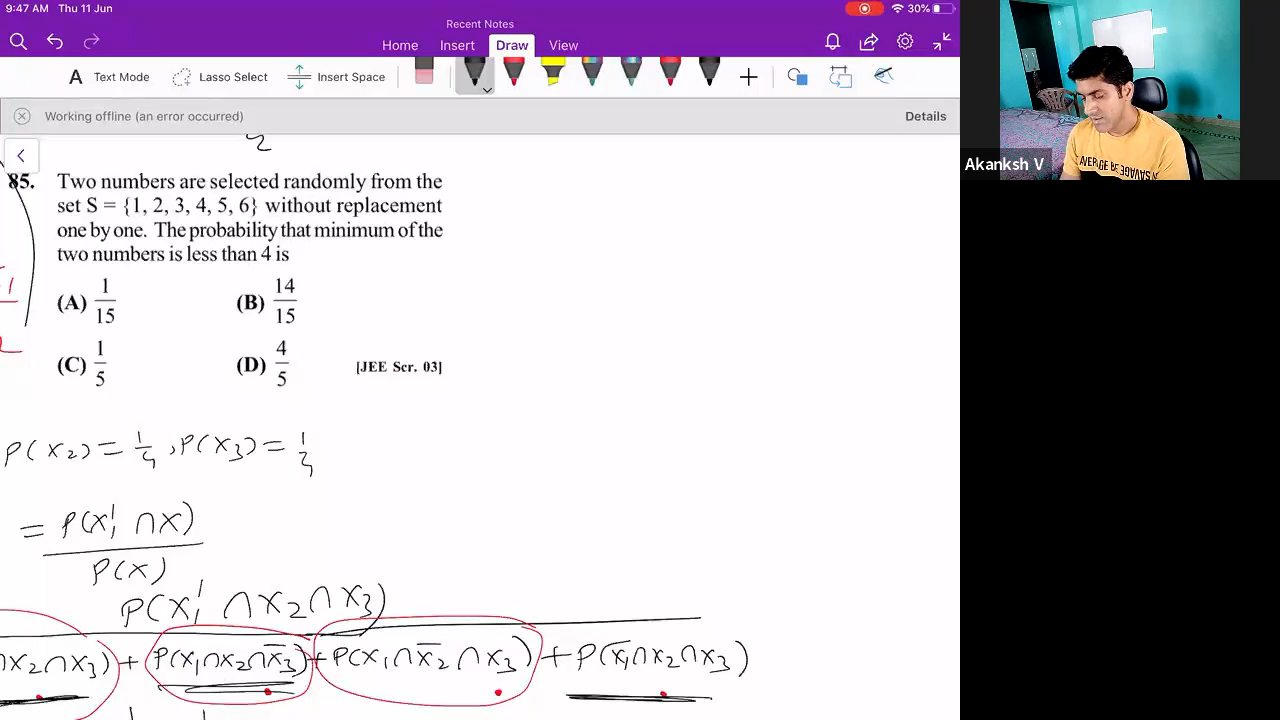 9:47 AM Thu 11 Jun
30%
Recent Notes
Home Insert Draw View
A Text Mode Lasso Select Insert Space
Working offline (an error occurred) Details
Akanksh V
85. Two numbers are selected randomly from the
set S = {1, 2, 3, 4, 5, 6} without replacement
one by one. The probability that minimum of the
two numbers is less than 4 is
(A) 1/15 (B) 14/15
(C) 1/5 (D) 4/5 [JEE Scr. 03]
P(X2) = 1/4, P(X3) = 1/4
= P(X1' ∩ X)
P(X)
P(X1' ∩ X2 ∩ X3)
∩ X2 ∩ X3) + P(X1 ∩ X2 ∩ X̅3) + P(X1 ∩ X̅2 ∩ X3) + P(X̅1 ∩ X2 ∩ X3)